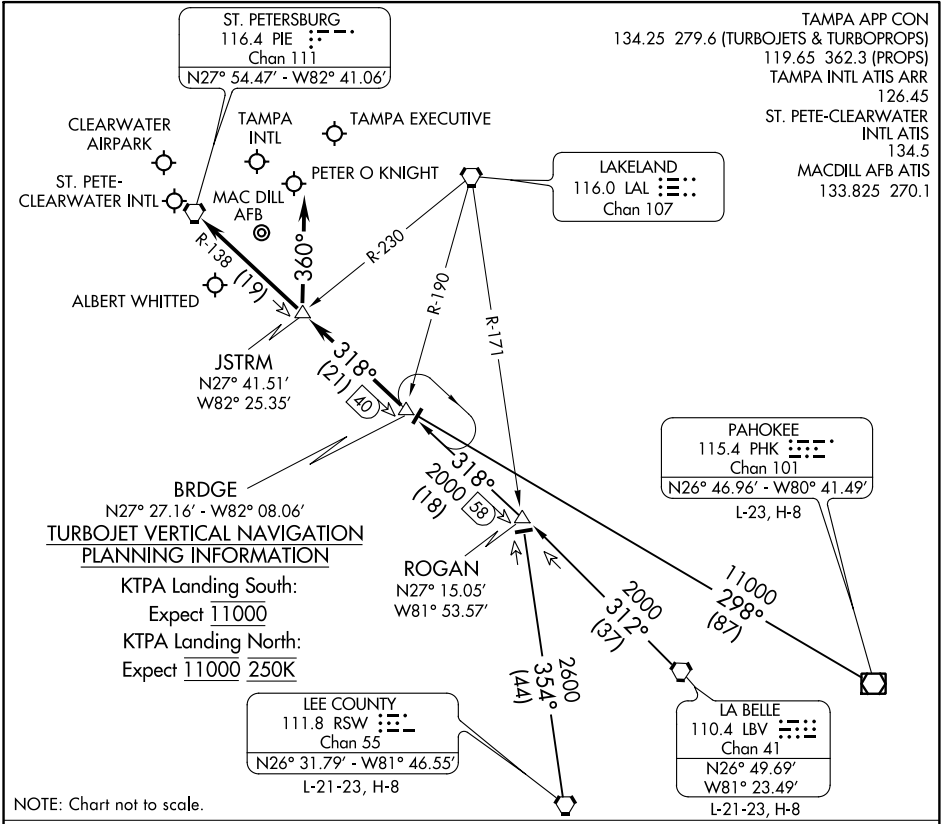 ST. PETERSBURG
116.4 PIE
Chan 111
N27° 54.47' - W82° 41.06'
TAMPA APP CON
134.25 279.6 (TURBOJETS & TURBOPROPS)
119.65 362.3 (PROPS)
TAMPA INTL ATIS ARR
126.45
ST. PETE-CLEARWATER
INTL ATIS
134.5
MACDILL AFB ATIS
133.825 270.1
CLEARWATER
AIRPARK
TAMPA
INTL
TAMPA EXECUTIVE
ST. PETE-
CLEARWATER INTL
MAC DILL
AFB
PETER O KNIGHT
LAKELAND
116.0 LAL
Chan 107
ALBERT WHITTED
R-138
(19)
360°
R-230
R-190
R-171
JSTRM
N27° 41.51'
W82° 25.35'
318°
(21)
40
BRDGE
N27° 27.16' - W82° 08.06'
318°
2000
(18)
58
PAHOKEE
115.4 PHK
Chan 101
N26° 46.96' - W80° 41.49'
L-23, H-8
TURBOJET VERTICAL NAVIGATION
PLANNING INFORMATION
KTPA Landing South:
Expect 11000
KTPA Landing North:
Expect 11000 250K
ROGAN
N27° 15.05'
W81° 53.57'
11000
298°
(87)
2000
312°
(37)
2600
354°
(44)
LEE COUNTY
111.8 RSW
Chan 55
N26° 31.79' - W81° 46.55'
L-21-23, H-8
LA BELLE
110.4 LBV
Chan 41
N26° 49.69'
W81° 23.49'
L-21-23, H-8
NOTE: Chart not to scale.